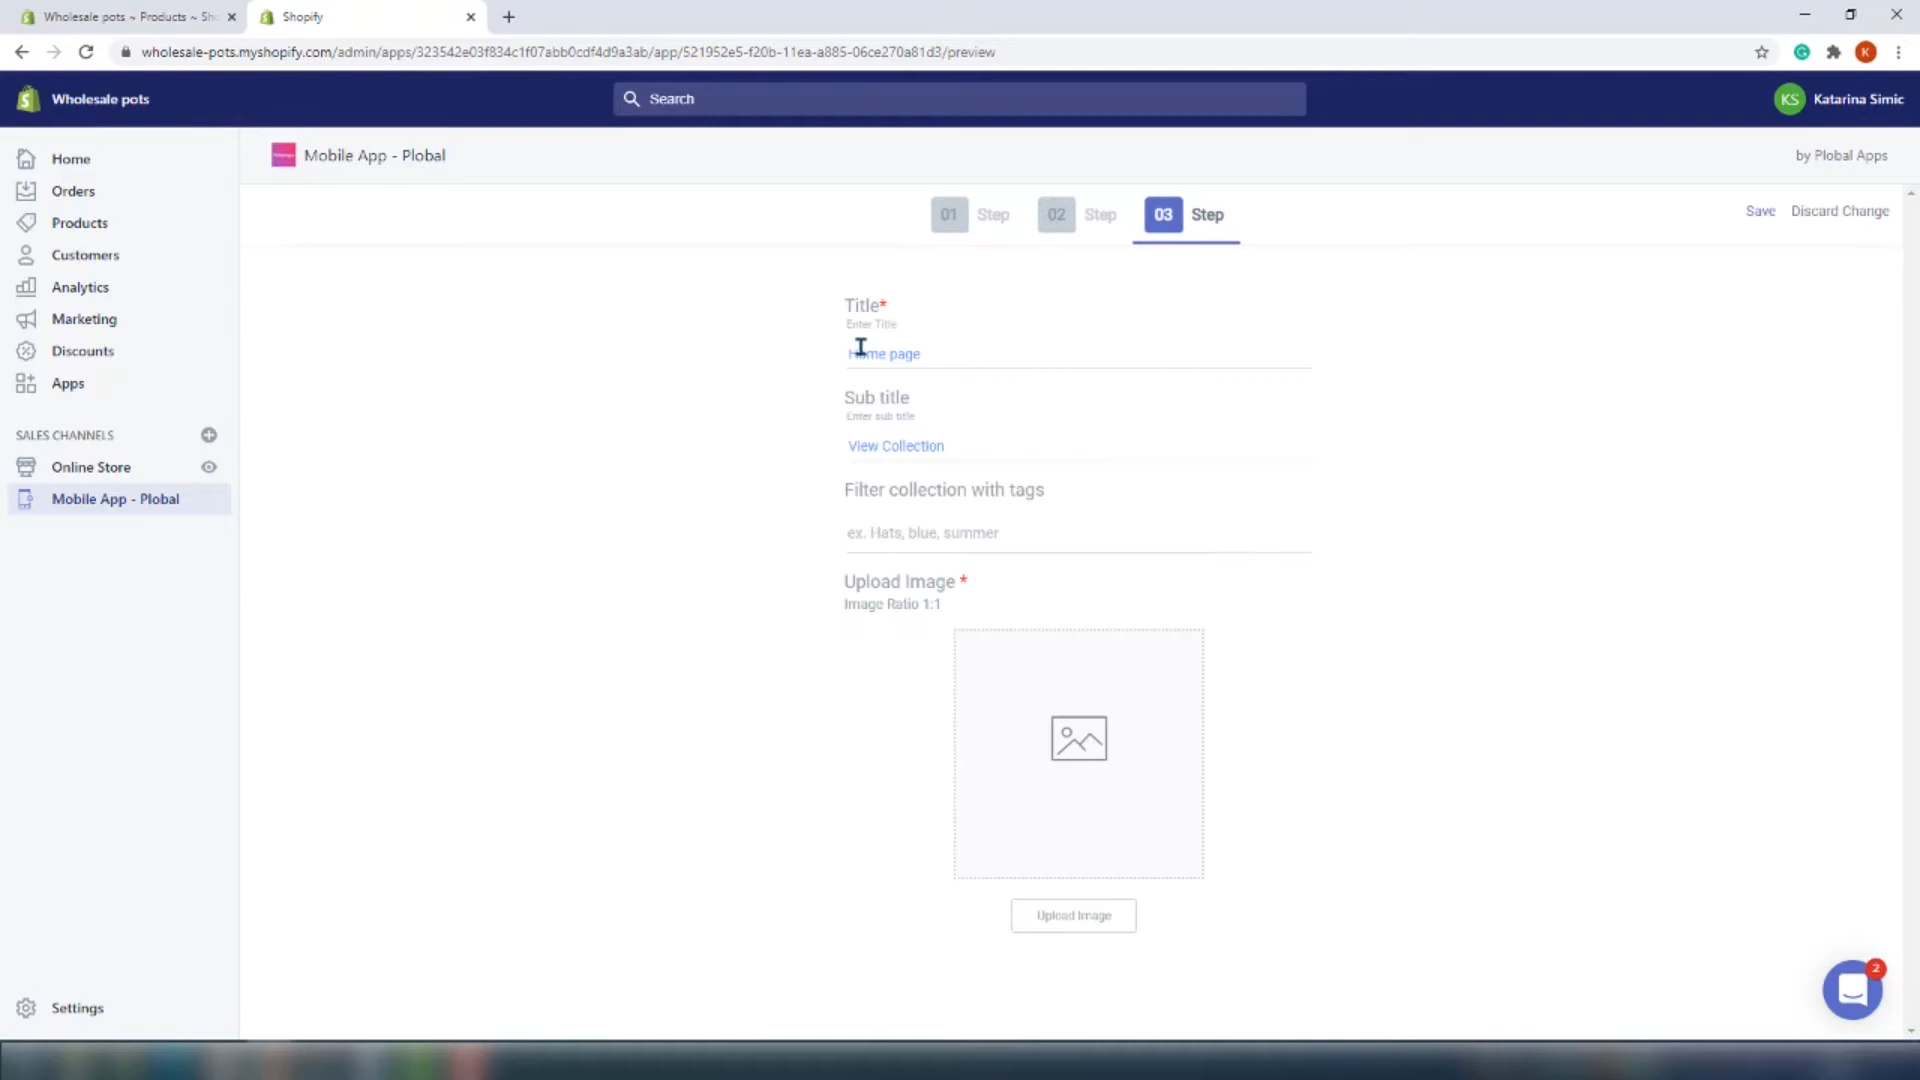 Wholesale pots ~ Products ~ Sh
Shopify
wholesale-pots.myshopify.com/admin/apps/323542e03f834c1f07abb0cdf4d9a3ab/app/521952e5-f20b-11ea-a885-06ce270a81d3/preview
K
Wholesale pots
Search
KS
Katarina Simic
Home
Orders
Products
Customers
Analytics
Marketing
Discounts
Apps
SALES CHANNELS
Online Store
Mobile App - Plobal
Settings
Mobile App - Plobal
by Plobal Apps
01 Step
02 Step
03 Step
Save
Discard Change
Title*
Enter Title
Home page
Sub title
Enter sub title
View Collection
Filter collection with tags
ex. Hats, blue, summer
Upload Image *
Image Ratio 1:1
Upload Image
2